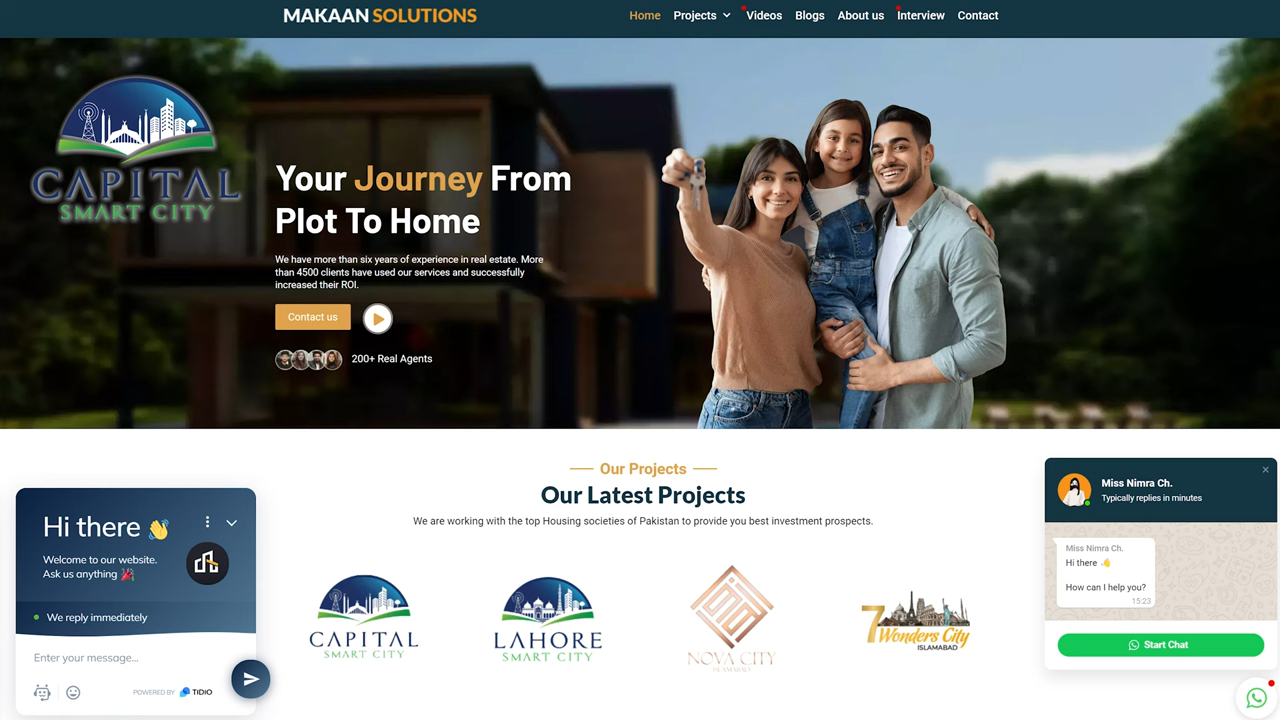 MAKAAN SOLUTIONS
Home Projects Videos Blogs About us Interview Contact
CAPITAL
SMART CITY
Your Journey From
Plot To Home
We have more than six years of experience in real estate. More
than 4500 clients have used our services and successfully
increased their ROI.
Contact us
200+ Real Agents
Our Projects
Our Latest Projects
We are working with the top Housing societies of Pakistan to provide you best investment prospects.
CAPITAL
SMART CITY
LAHORE
SMART CITY
NOVA CITY
ISLAMABAD
7 Wonders City
ISLAMABAD
Hi there 👋
Welcome to our website.
Ask us anything 🎉
We reply immediately
Enter your message...
POWERED BY TIDIO
Miss Nimra Ch.
Typically replies in minutes
Miss Nimra Ch.
Hi there 👋
How can I help you?
15:23
Start Chat